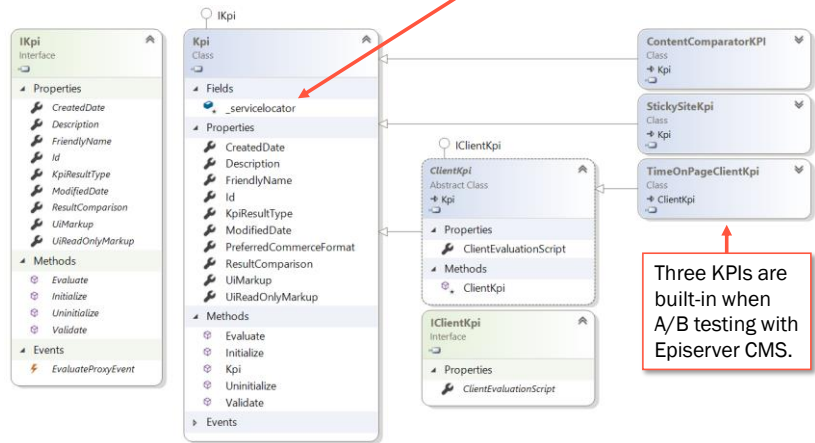 IKpi
IKpi
Interface
Properties
CreatedDate
Description
FriendlyName
Id
KpiResultType
ModifiedDate
ResultComparison
UiMarkup
UiReadOnlyMarkup
Methods
Evaluate
Initialize
Uninitialize
Validate
Events
EvaluateProxyEvent
Kpi
Class
Fields
_servicelocator
Properties
CreatedDate
Description
FriendlyName
Id
KpiResultType
ModifiedDate
PreferredCommerceFormat
ResultComparison
UiMarkup
UiReadOnlyMarkup
Methods
Evaluate
Initialize
Kpi
Uninitialize
Validate
Events
IClientKpi
ClientKpi
Abstract Class
Kpi
Properties
ClientEvaluationScript
Methods
ClientKpi
IClientKpi
Interface
Properties
ClientEvaluationScript
ContentComparatorKPI
Class
Kpi
StickySiteKpi
Class
Kpi
TimeOnPageClientKpi
Class
ClientKpi
Three KPIs are
built-in when
A/B testing with
Episerver CMS.